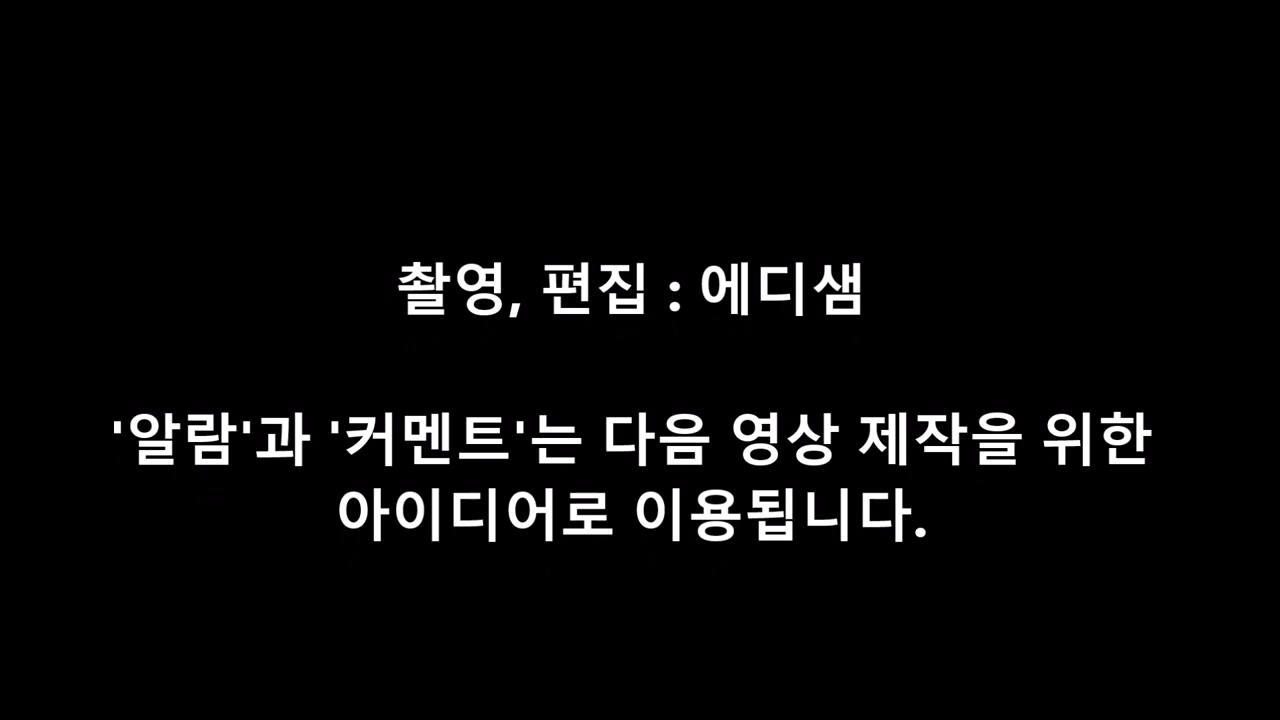 촬영, 편집 : 에디샘
'알람'과 '커멘트'는 다음 영상 제작을 위한
아이디어로 이용됩니다.